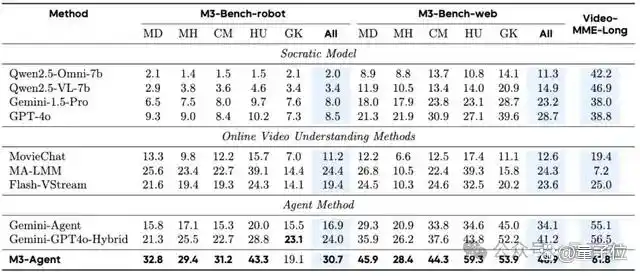 Method M3-Bench-robot M3-Bench-web Video-MME-Long
MD MH CM HU GK All MD MH CM HU GK All
Socratic Model
Qwen2.5-Omni-7b 2.1 1.4 1.5 1.5 2.1 2.0 8.9 8.8 13.7 10.8 14.1 11.3 42.2
Qwen2.5-VL-7b 2.9 3.8 3.6 4.6 3.4 3.4 11.9 10.5 13.4 14.0 20.9 14.9 46.9
Gemini-1.5-Pro 6.5 7.5 8.0 9.7 7.6 8.0 18.0 17.9 23.8 23.1 28.7 23.2 38.0
GPT-4o 9.3 9.0 8.4 10.2 7.3 8.5 21.3 21.9 30.9 27.1 39.6 28.7 38.8
Online Video Understanding Methods
MovieChat 13.3 9.8 12.2 15.7 7.0 11.2 12.2 6.6 12.5 17.4 11.1 12.6 19.4
MA-LMM 25.6 23.4 22.7 39.1 14.4 24.4 26.8 10.5 22.4 39.3 15.8 24.3 7.2
Flash-VStream 21.6 19.4 19.3 24.3 14.1 19.4 24.5 10.3 24.6 32.5 20.2 23.6 25.0
Agent Method
Gemini-Agent 15.8 17.1 15.3 20.0 15.5 16.9 29.3 20.9 33.8 34.6 45.0 34.1 55.1
Gemini-GPT4o-Hybrid 21.3 25.5 22.7 28.8 23.1 24.0 35.9 26.2 37.6 43.8 52.2 41.2 56.5
M3-Agent 32.8 29.4 31.2 43.3 19.1 30.7 45.9 28.4 44.3 59.3 53.9 48.9 61.8
量子位